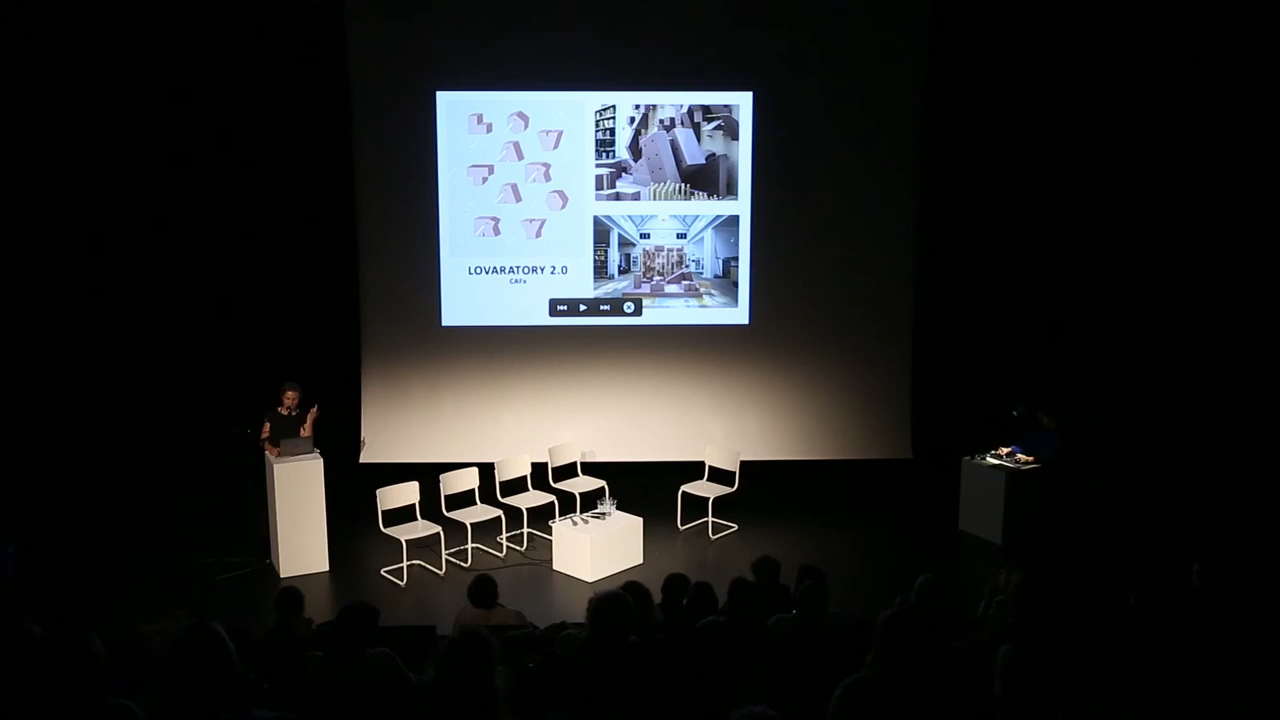 L O V
A
T A R
A O
R Y
LOVARATORY 2.0
CAFx